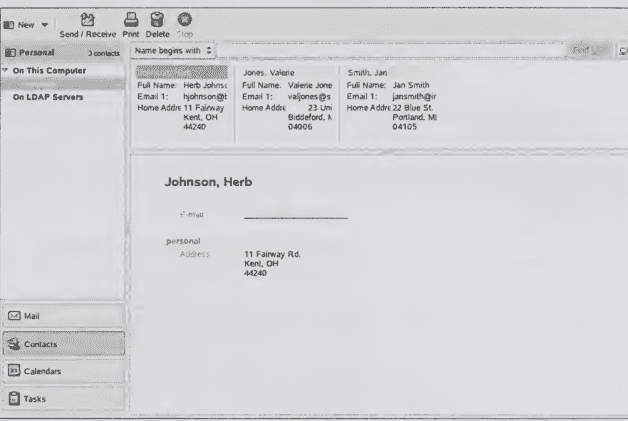 New
Send / Receive Print Delete Stop
Personal 3 contacts
Name begins with
Find
On This Computer
On LDAP Servers
Full Name: Herb Johnsc
Email 1: hjohnson@t
Home Addre 11 Fairway
Kent, OH
44240
Jones, Valerie
Full Name: Valerie Jone
Email 1: valjones@s
Home Addre 23 Uni
Biddeford, M
04006
Smith, Jan
Full Name: Jan Smith
Email 1: jansmith@ir
Home Addre 22 Blue St.
Portland, ME
04105
Johnson, Herb
E-mail
personal
Address 11 Fairway Rd.
Kent, OH
44240
Mail
Contacts
Calendars
Tasks